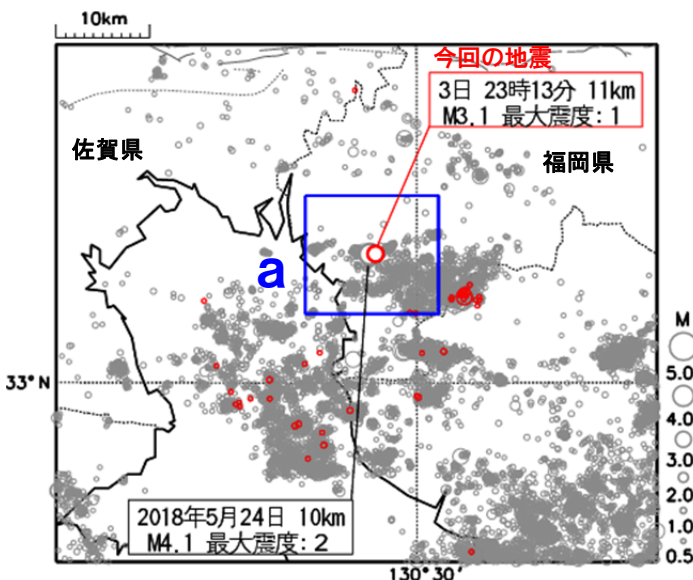 10km
今回の地震
3日 23時13分 11km
M3.1 最大震度：1
佐賀県
福岡県
a
M
5.0
4.0
3.0
2.0
1.0
0.5
33°N
2018年5月24日 10km
M4.1 最大震度：2
130°30′